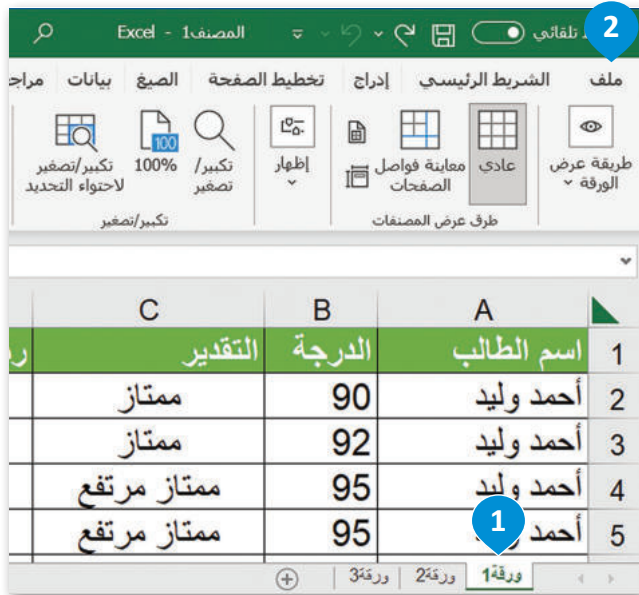 2
تلقائي
المصنف1 - Excel
ملف
الشريط الرئيسي
إدراج
تخطيط الصفحة
الصيغ
بيانات
طريقة عرض
الورقة
عادي
معاينة فواصل
الصفحات
إظهار
تكبير/
تصغير
100
100%
تكبير/تصغير
لاحتواء التحديد
طرق عرض المصنفات
تكبير/تصغير
A B C
1 اسم الطالب الدرجة التقدير
2 أحمد وليد 90 ممتاز
3 أحمد وليد 92 ممتاز
4 أحمد وليد 95 ممتاز مرتفع
5 أحمد 95 ممتاز مرتفع
1
ورقة1 ورقة2 ورقة3